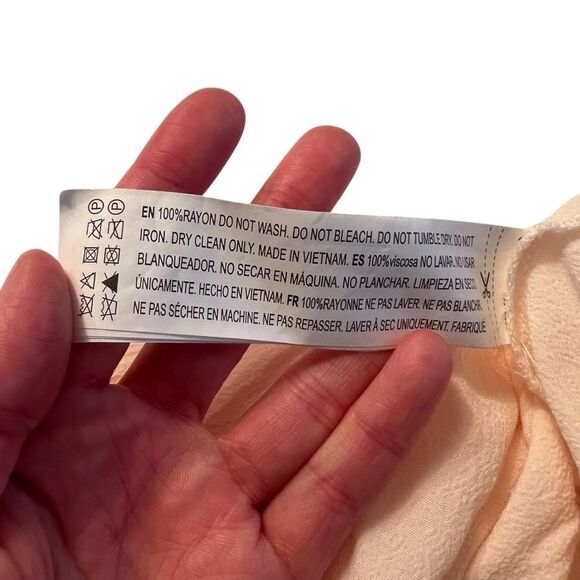 P P
EN 100%RAYON DO NOT WASH. DO NOT BLEACH. DO NOT TUMBLE DRY. DO NOT
IRON. DRY CLEAN ONLY. MADE IN VIETNAM. ES 100%viscosa NO LAVAR. NO USAR
BLANQUEADOR. NO SECAR EN MÁQUINA. NO PLANCHAR. LIMPIEZA EN SECO
ÚNICAMENTE. HECHO EN VIETNAM. FR 100%RAYONNE NE PAS LAVER. NE PAS BLANCHIR.
NE PAS SÉCHER EN MACHINE. NE PAS REPASSER. LAVER À SEC UNIQUEMENT. FABRIQUÉ